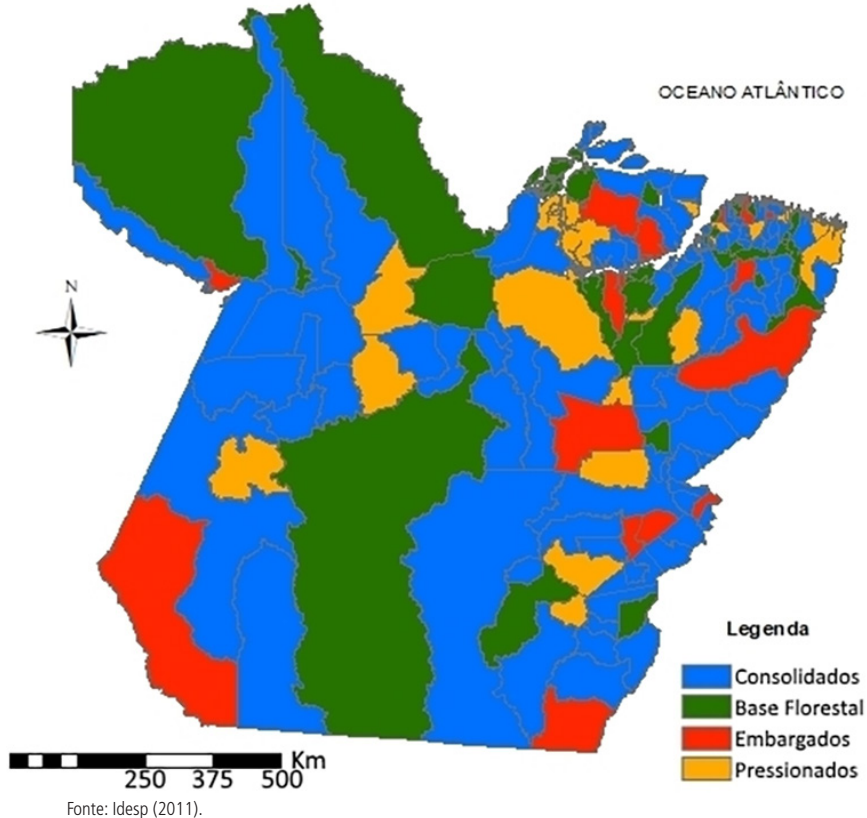 OCEANO ATLÂNTICO
N
Legenda
Consolidados
Base Florestal
Embargados
Pressionados
Km
250 375 500
Fonte: Idesp (2011).